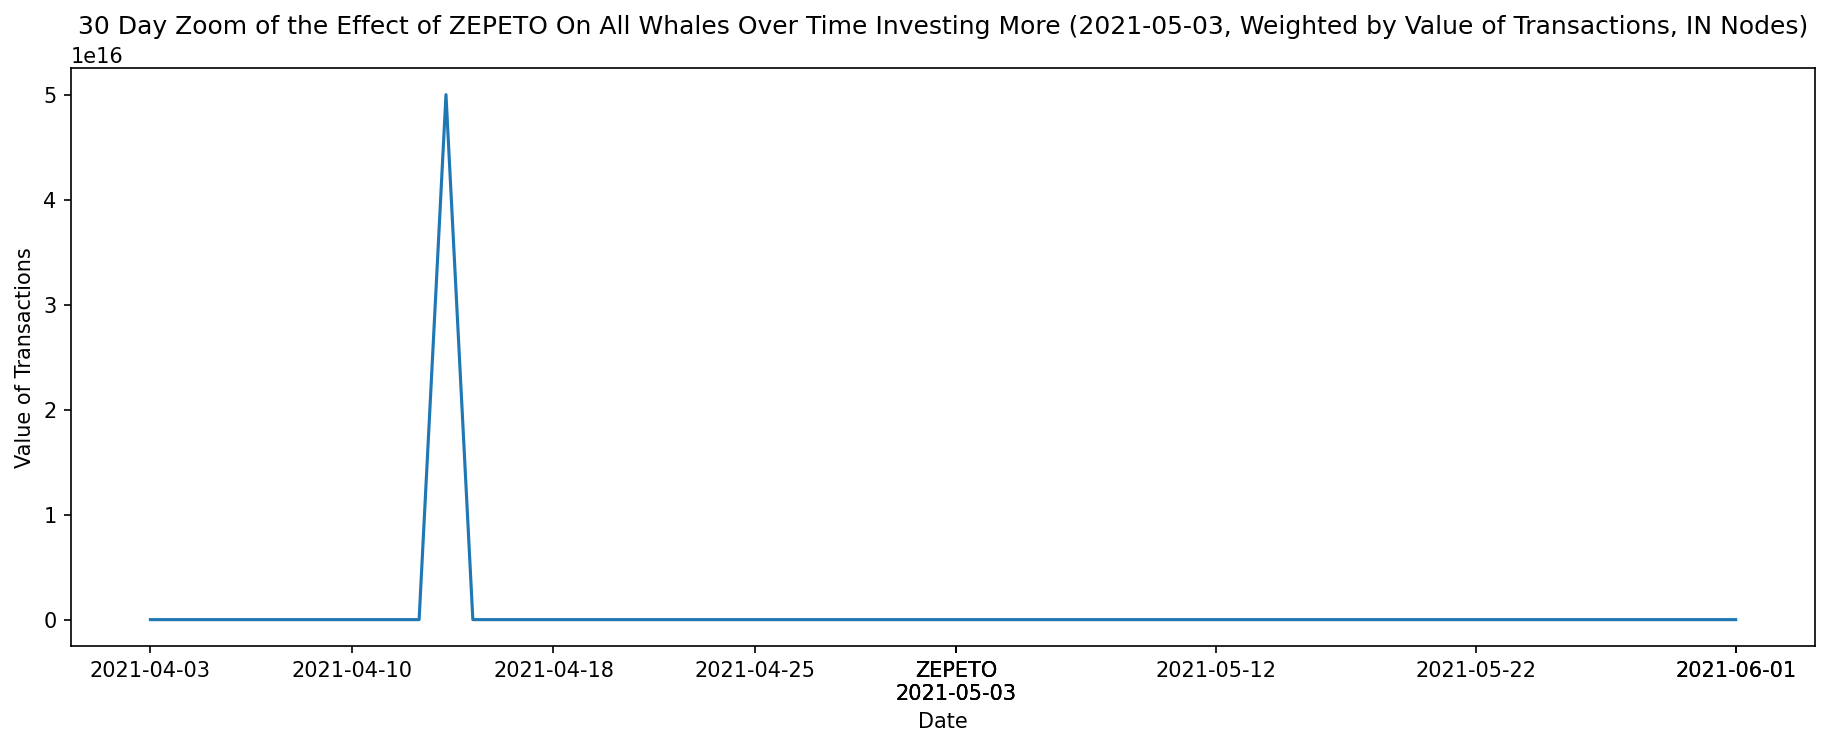 30 Day Zoom of the Effect of ZEPETO On All Whales Over Time Investing More (2021-05-03, Weighted by Value of Transactions, IN Nodes)
1e16
5
4
3
2
1
0
Value of Transactions
2021-04-03 2021-04-10 2021-04-18 2021-04-25 ZEPETO 2021-05-12 2021-05-22 2021-06-01
2021-05-03
Date